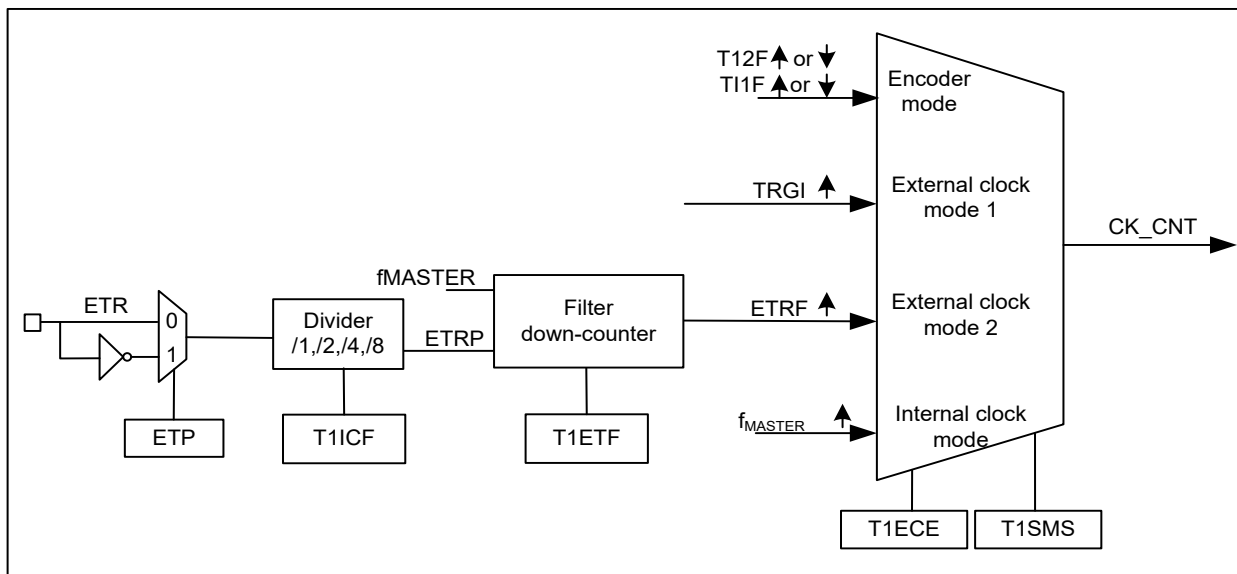 T12F or
TI1F or
Encoder
mode
TRGI
External clock
mode 1
CK_CNT
fMASTER
ETR
0
1
Divider
/1,/2,/4,/8
ETRP
Filter
down-counter
ETRF
External clock
mode 2
ETP
T1ICF
T1ETF
fMASTER
Internal clock
mode
T1ECE
T1SMS